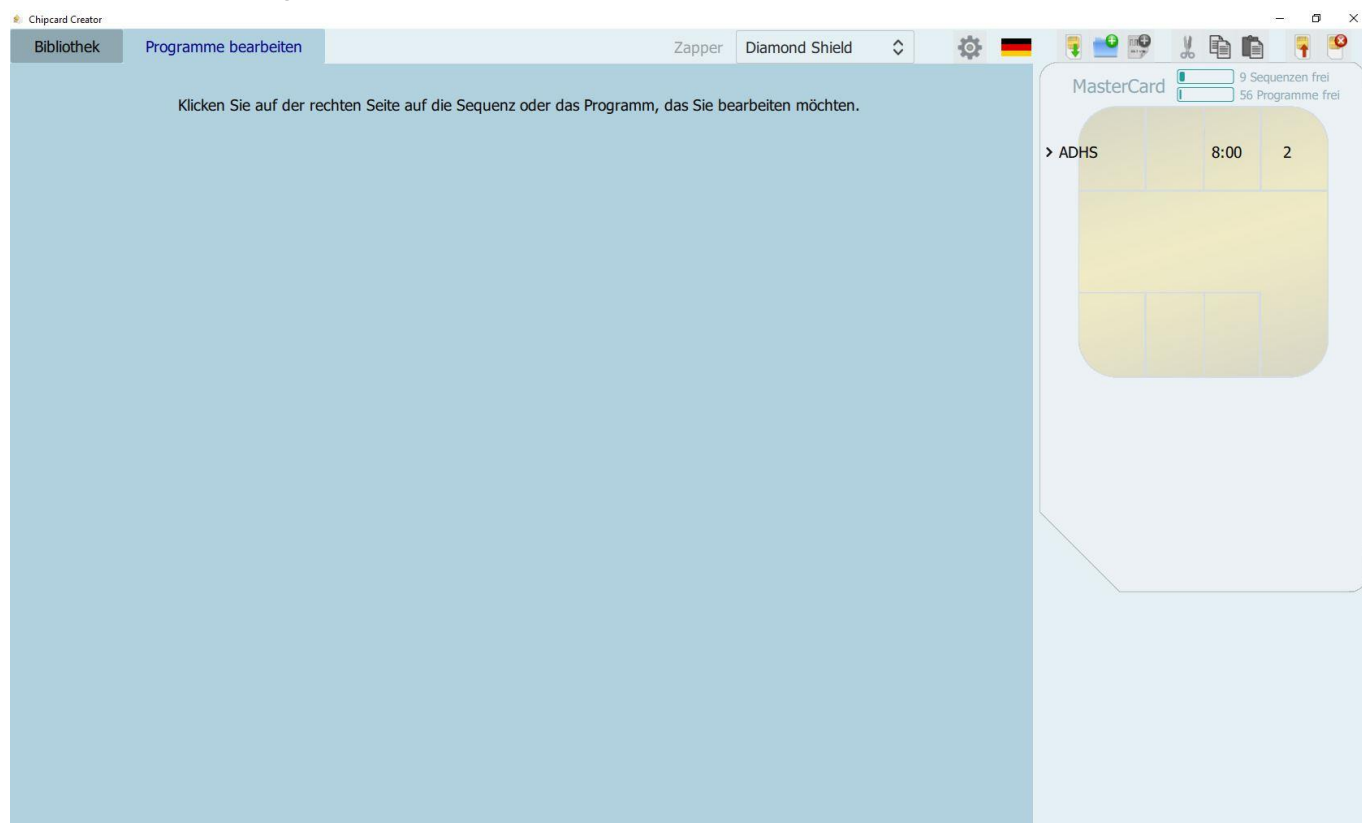 Chipcard Creator
Bibliothek Programme bearbeiten Zapper Diamond Shield
Klicken Sie auf der rechten Seite auf die Sequenz oder das Programm, das Sie bearbeiten möchten.
MasterCard
9 Sequenzen frei
56 Programme frei
> ADHS 8:00 2